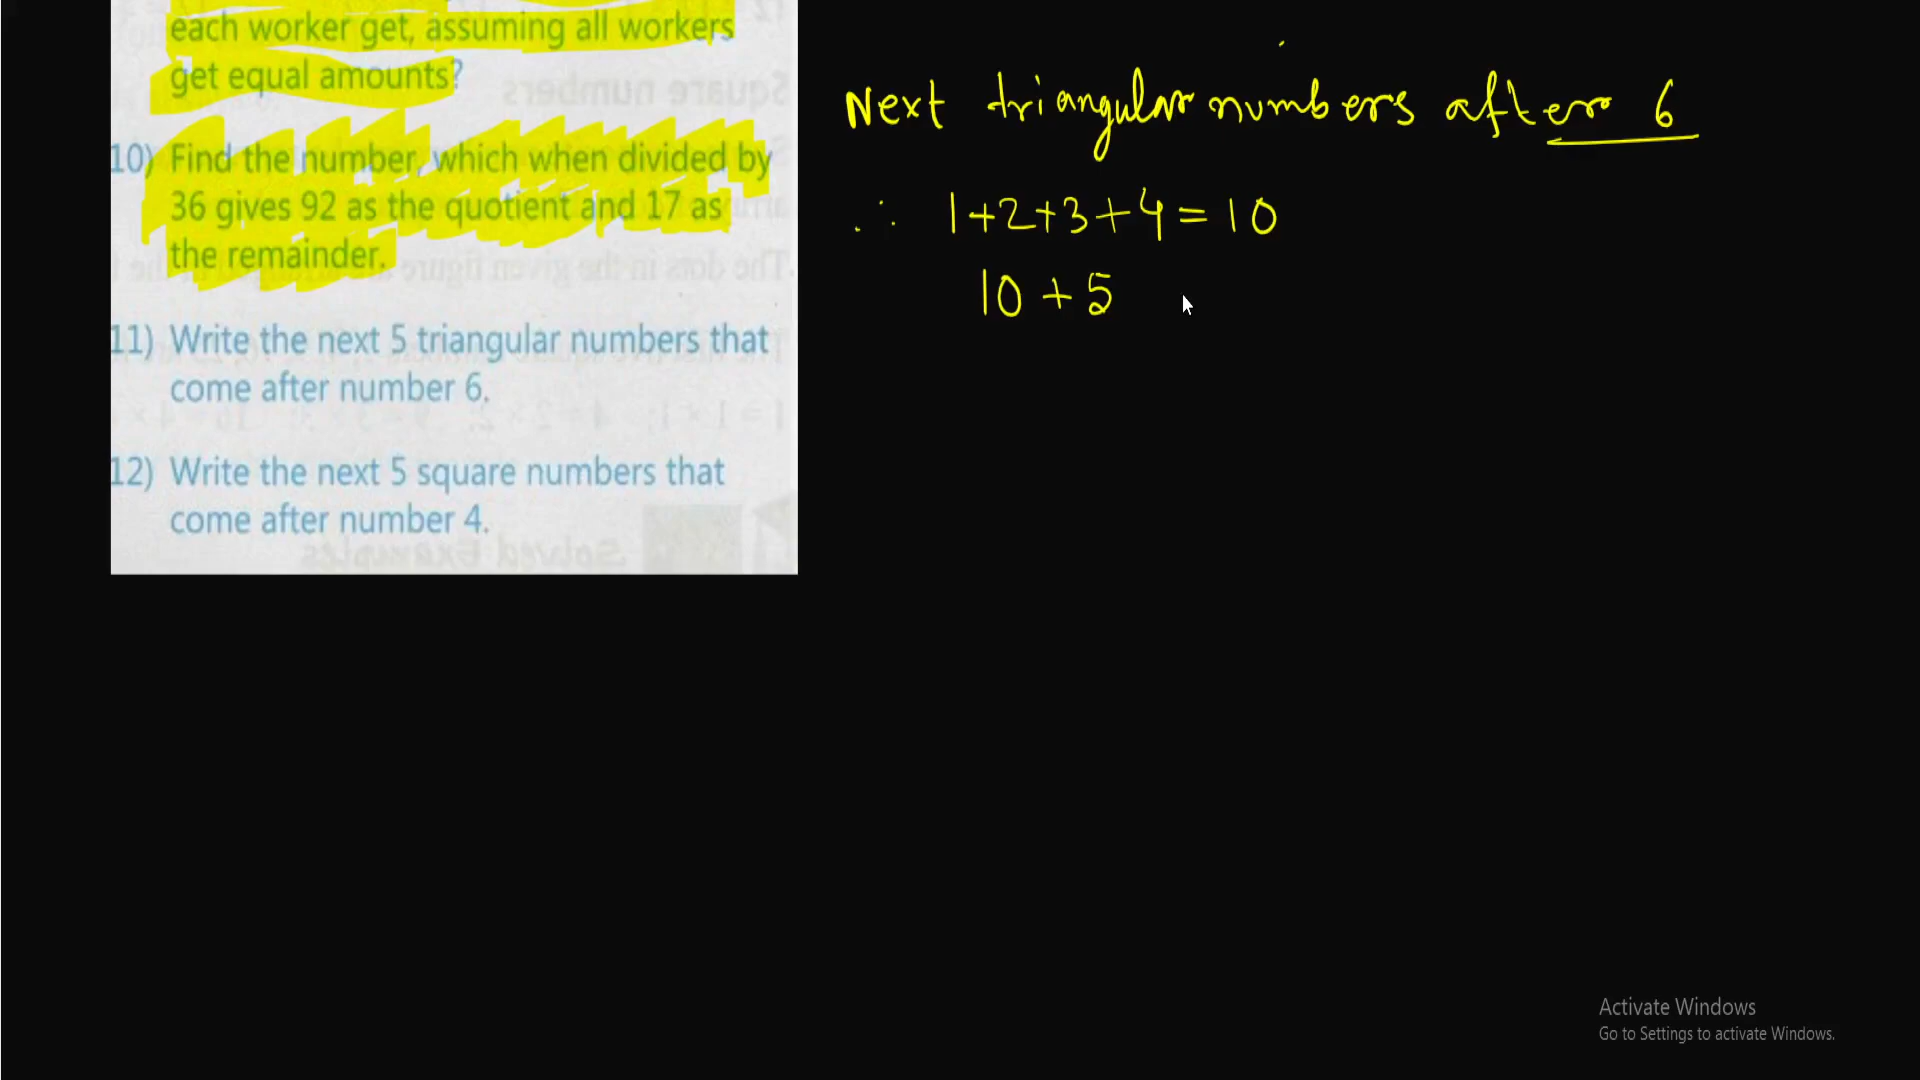 each worker get, assuming all workers
get equal amounts?
10) Find the number, which when divided by
36 gives 92 as the quotient and 17 as
the remainder.
11) Write the next 5 triangular numbers that
come after number 6.
12) Write the next 5 square numbers that
come after number 4.
Next triangular numbers after 6
∴ 1+2+3+4=10
10+5
Activate Windows
Go to Settings to activate Windows.